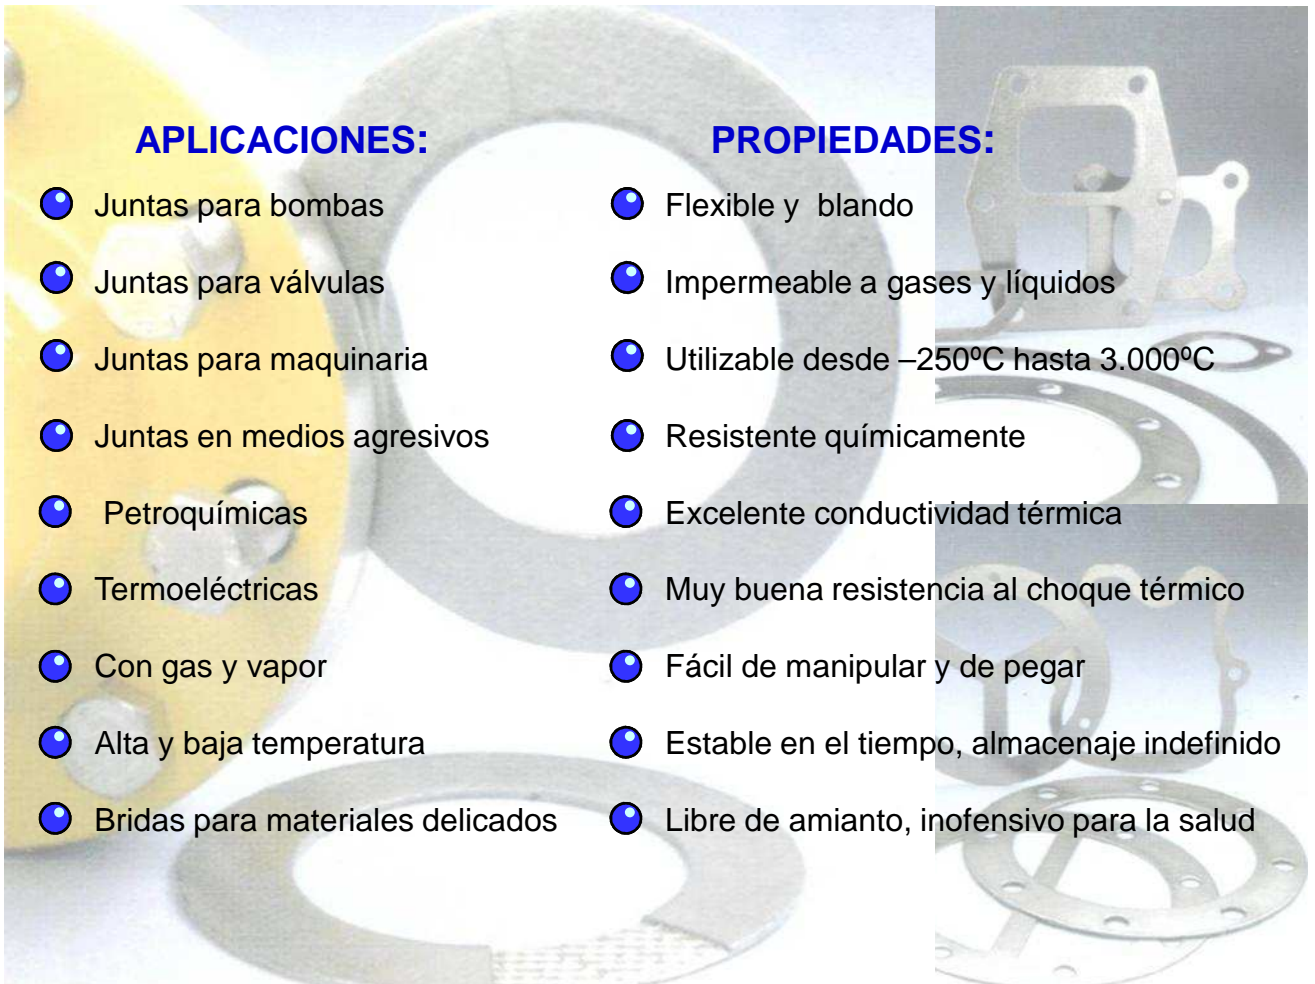 APLICACIONES:
Juntas para bombas
Juntas para válvulas
Juntas para maquinaria
Juntas en medios agresivos
Petroquímicas
Termoeléctricas
Con gas y vapor
Alta y baja temperatura
Bridas para materiales delicados
PROPIEDADES:
Flexible y blando
Impermeable a gases y líquidos
Utilizable desde –250ºC hasta 3.000ºC
Resistente químicamente
Excelente conductividad térmica
Muy buena resistencia al choque térmico
Fácil de manipular y de pegar
Estable en el tiempo, almacenaje indefinido
Libre de amianto, inofensivo para la salud